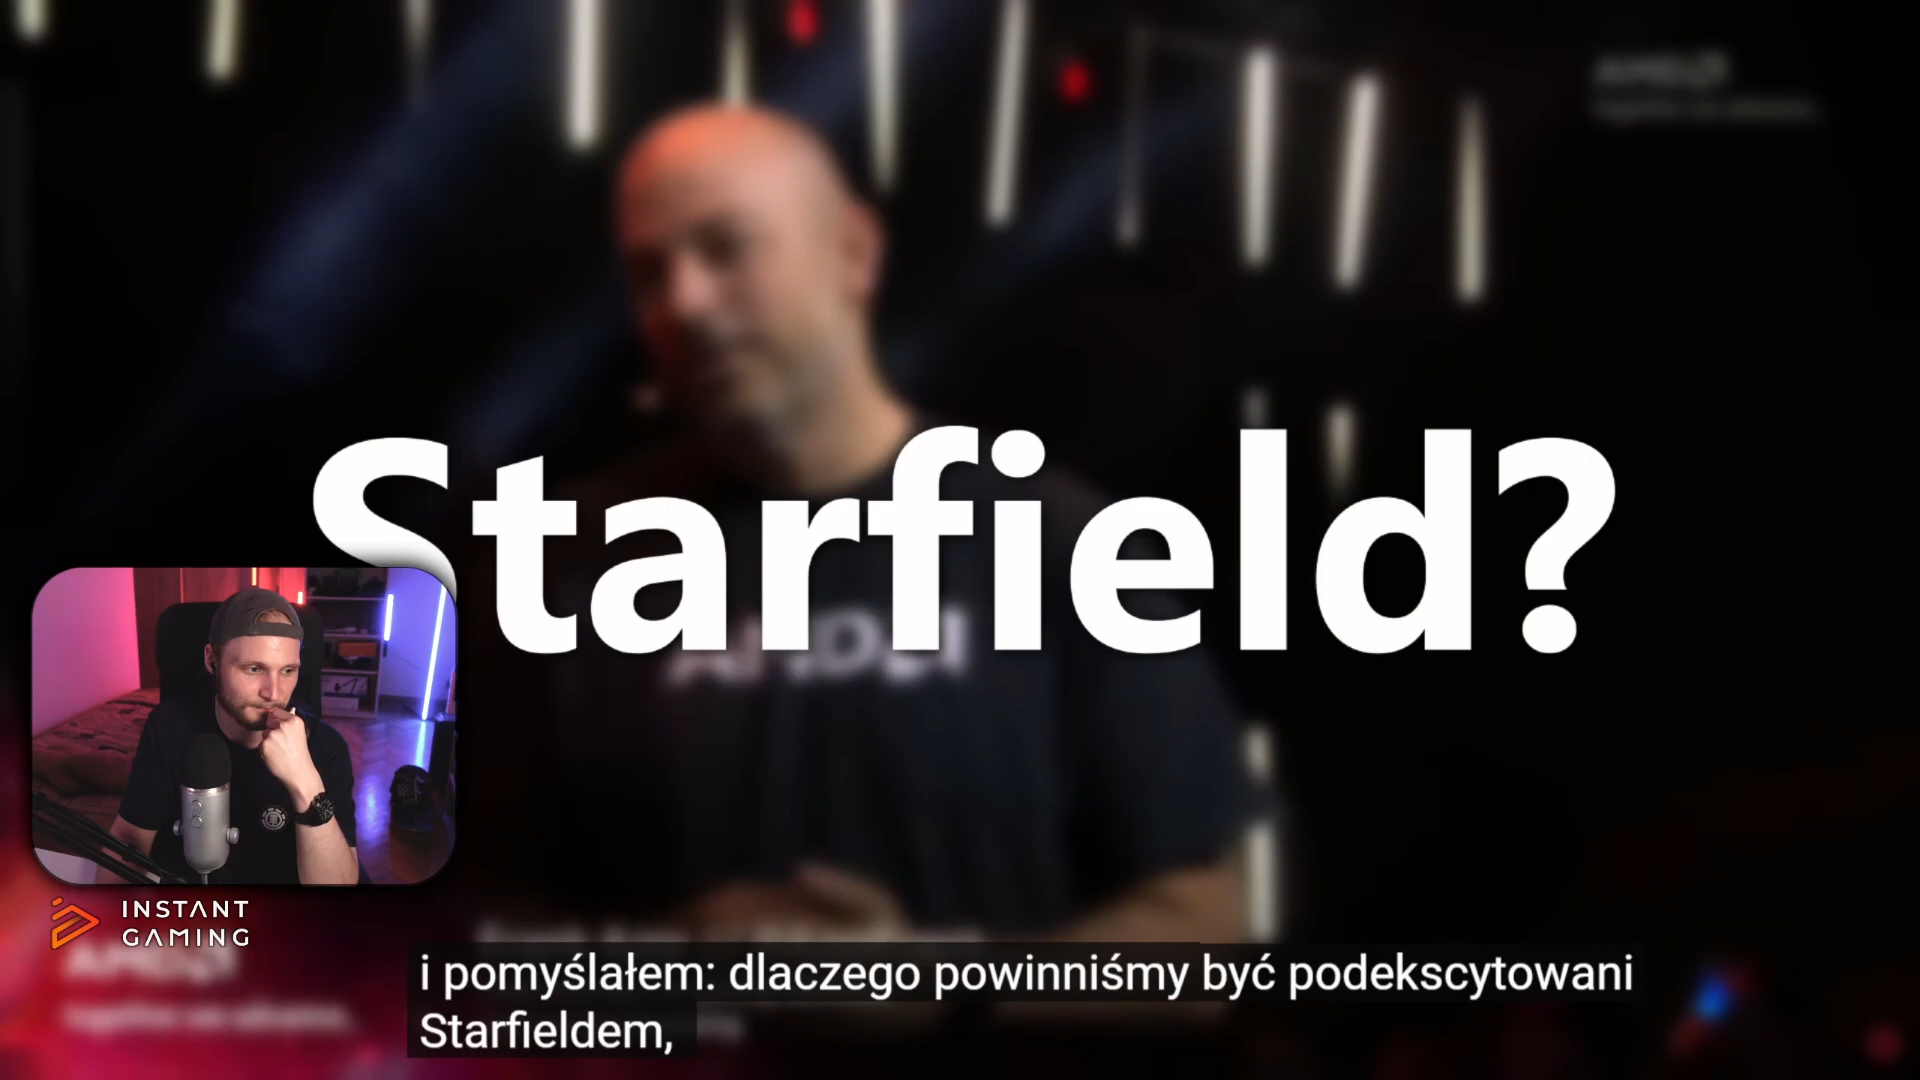 Starfield?
INSTANT
GAMING
i pomyślałem: dlaczego powinniśmy być podekscytowani
Starfieldem,